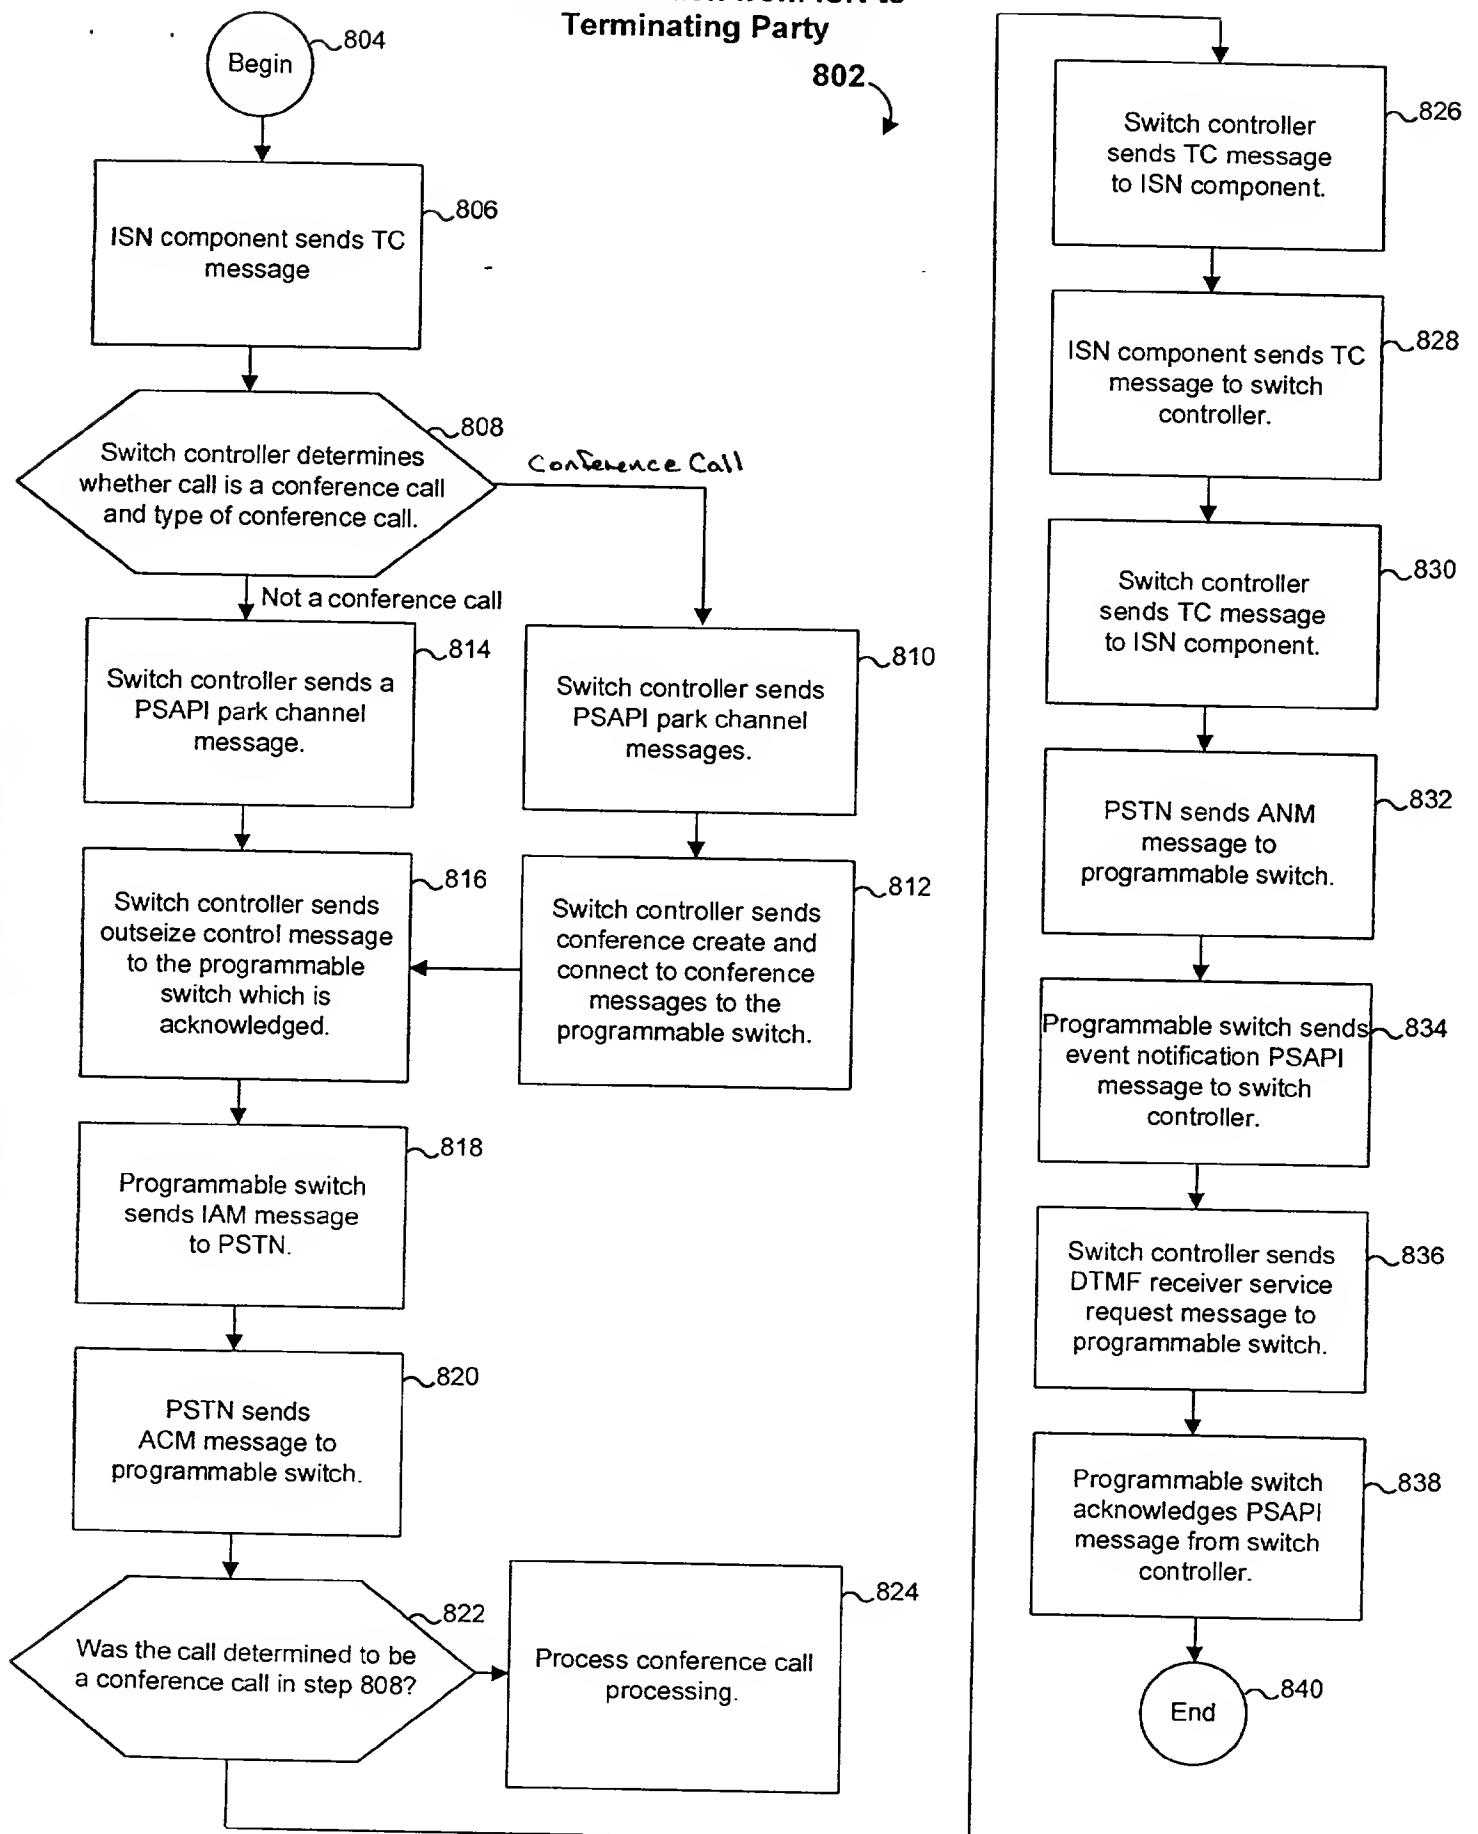 Terminating Party
802
Begin
804
ISN component sends TC
message
806
Switch controller determines
whether call is a conference call
and type of conference call.
808
Conference Call
Not a conference call
Switch controller sends a
PSAPI park channel
message.
814
Switch controller sends
PSAPI park channel
messages.
810
Switch controller sends
outseize control message
to the programmable
switch which is
acknowledged.
816
Switch controller sends
conference create and
connect to conference
messages to the
programmable switch.
812
Programmable switch
sends IAM message
to PSTN.
818
PSTN sends
ACM message to
programmable switch.
820
Was the call determined to be
a conference call in step 808?
822
Process conference call
processing.
824
Switch controller
sends TC message
to ISN component.
826
ISN component sends TC
message to switch
controller.
828
Switch controller
sends TC message
to ISN component.
830
PSTN sends ANM
message to
programmable switch.
832
Programmable switch sends
event notification PSAPI
message to switch
controller.
834
Switch controller sends
DTMF receiver service
request message to
programmable switch.
836
Programmable switch
acknowledges PSAPI
message from switch
controller.
838
End
840